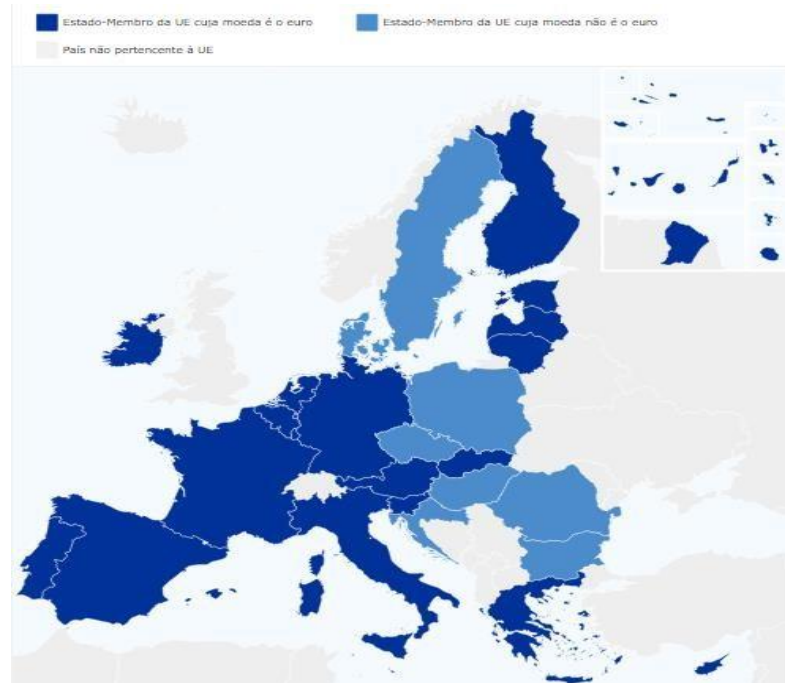 Estado-Membro da UE cuja moeda é o euro
Estado-Membro da UE cuja moeda não é o euro
País não pertencente à UE